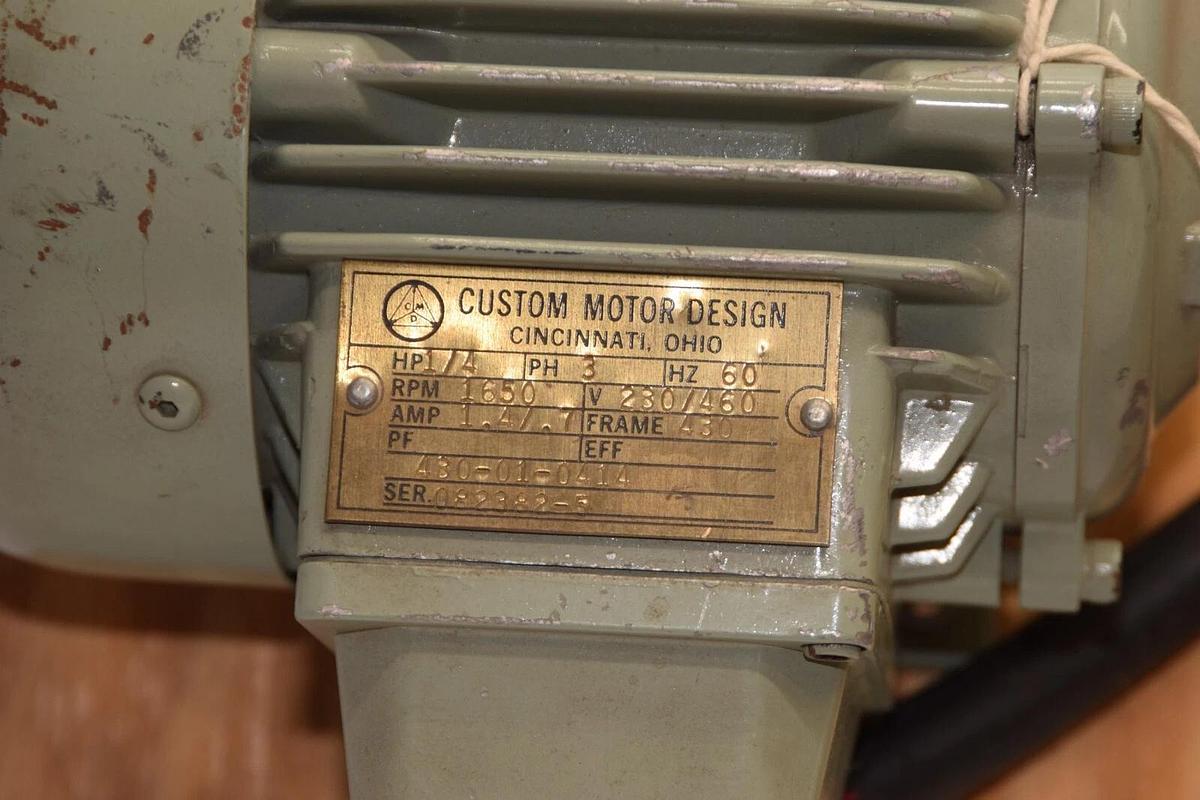 CMD
CUSTOM MOTOR DESIGN
CINCINNATI, OHIO
HP 1/4 PH 3 HZ 60
RPM 1650 V 230/460
AMP 1.4/.7 FRAME 430
PF EFF
430-01-0414
SER. 082382-5